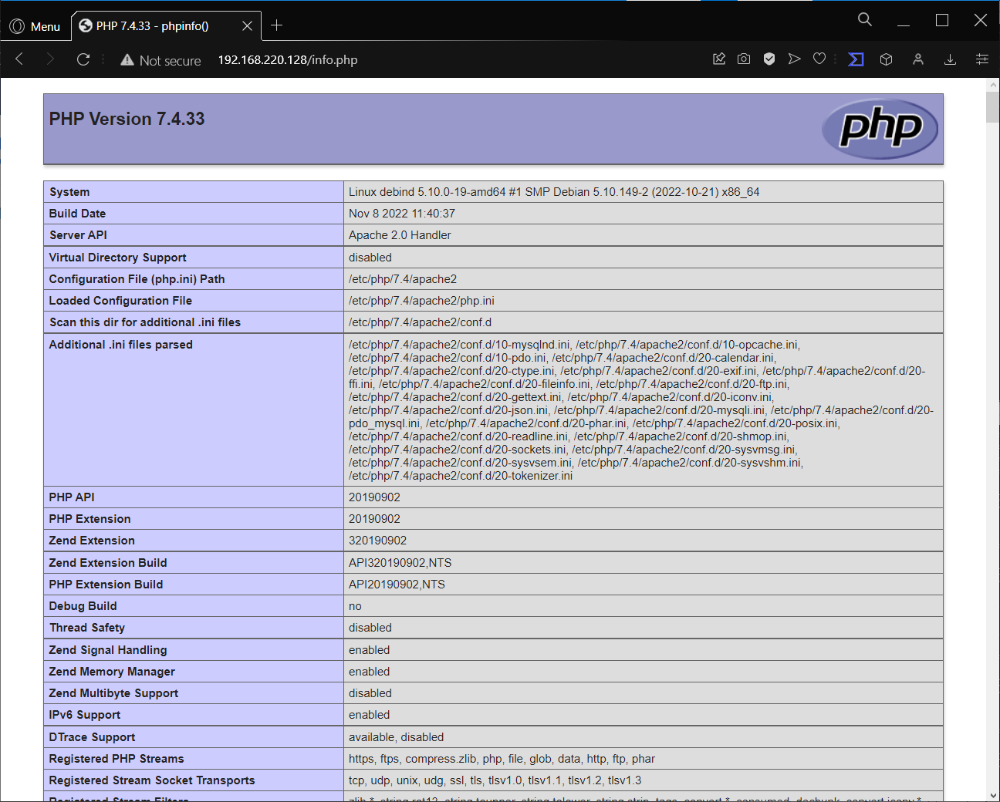 Menu
PHP 7.4.33 - phpinfo()
Not secure
192.168.220.128/info.php
PHP Version 7.4.33
php
System
Linux debind 5.10.0-19-amd64 #1 SMP Debian 5.10.149-2 (2022-10-21) x86_64
Build Date
Nov 8 2022 11:40:37
Server API
Apache 2.0 Handler
Virtual Directory Support
disabled
Configuration File (php.ini) Path
/etc/php/7.4/apache2
Loaded Configuration File
/etc/php/7.4/apache2/php.ini
Scan this dir for additional .ini files
/etc/php/7.4/apache2/conf.d
Additional .ini files parsed
/etc/php/7.4/apache2/conf.d/10-mysqlnd.ini, /etc/php/7.4/apache2/conf.d/10-opcache.ini,
/etc/php/7.4/apache2/conf.d/10-pdo.ini, /etc/php/7.4/apache2/conf.d/20-calendar.ini,
/etc/php/7.4/apache2/conf.d/20-ctype.ini, /etc/php/7.4/apache2/conf.d/20-exif.ini, /etc/php/7.4/apache2/conf.d/20-
ffi.ini, /etc/php/7.4/apache2/conf.d/20-fileinfo.ini, /etc/php/7.4/apache2/conf.d/20-ftp.ini,
/etc/php/7.4/apache2/conf.d/20-gettext.ini, /etc/php/7.4/apache2/conf.d/20-iconv.ini,
/etc/php/7.4/apache2/conf.d/20-json.ini, /etc/php/7.4/apache2/conf.d/20-mysqli.ini, /etc/php/7.4/apache2/conf.d/20-
pdo_mysql.ini, /etc/php/7.4/apache2/conf.d/20-phar.ini, /etc/php/7.4/apache2/conf.d/20-posix.ini,
/etc/php/7.4/apache2/conf.d/20-readline.ini, /etc/php/7.4/apache2/conf.d/20-shmop.ini,
/etc/php/7.4/apache2/conf.d/20-sockets.ini, /etc/php/7.4/apache2/conf.d/20-sysvmsg.ini,
/etc/php/7.4/apache2/conf.d/20-sysvsem.ini, /etc/php/7.4/apache2/conf.d/20-sysvshm.ini,
/etc/php/7.4/apache2/conf.d/20-tokenizer.ini
PHP API
20190902
PHP Extension
20190902
Zend Extension
320190902
Zend Extension Build
API320190902,NTS
PHP Extension Build
API20190902,NTS
Debug Build
no
Thread Safety
disabled
Zend Signal Handling
enabled
Zend Memory Manager
enabled
Zend Multibyte Support
disabled
IPv6 Support
enabled
DTrace Support
available, disabled
Registered PHP Streams
https, ftps, compress.zlib, php, file, glob, data, http, ftp, phar
Registered Stream Socket Transports
tcp, udp, unix, udg, ssl, tls, tlsv1.0, tlsv1.1, tlsv1.2, tlsv1.3
Registered Stream Filters
zlib.*, string.rot13, string.toupper, string.tolower, string.strip_tags, convert.*, consumed, dechunk, convert.iconv.*